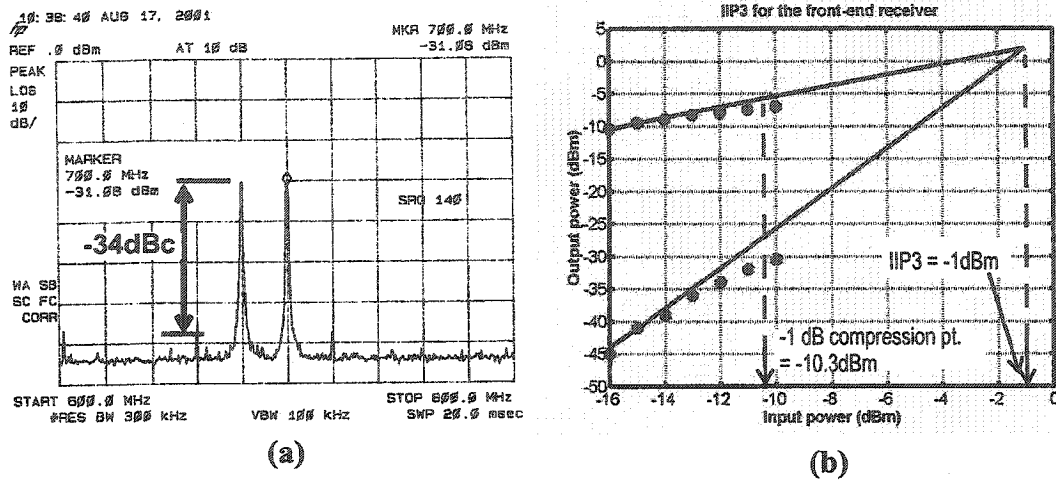 10:38:40 AUG 17, 2001
hp
MKR 700.0 MHz
REF .0 dBm
AT 10 dB
-31.08 dBm
PEAK
LOG
10
dB/
MARKER
700.0 MHz
-31.08 dBm
SRQ 140
-34dBc
WA SB
SC FC
CORR
START 600.0 MHz
STOP 800.0 MHz
#RES BW 300 kHz
VBW 100 kHz
SWP 20.0 msec
(a)
IIP3 for the front-end receiver
5
0
-5
-10
-15
-20
-25
-30
-35
-40
-45
-50
Output power (dBm)
IIP3 = -1dBm
-1 dB compression pt.
= -10.3dBm
-16
-14
-12
-10
-8
-6
-4
-2
0
Input power (dBm)
(b)